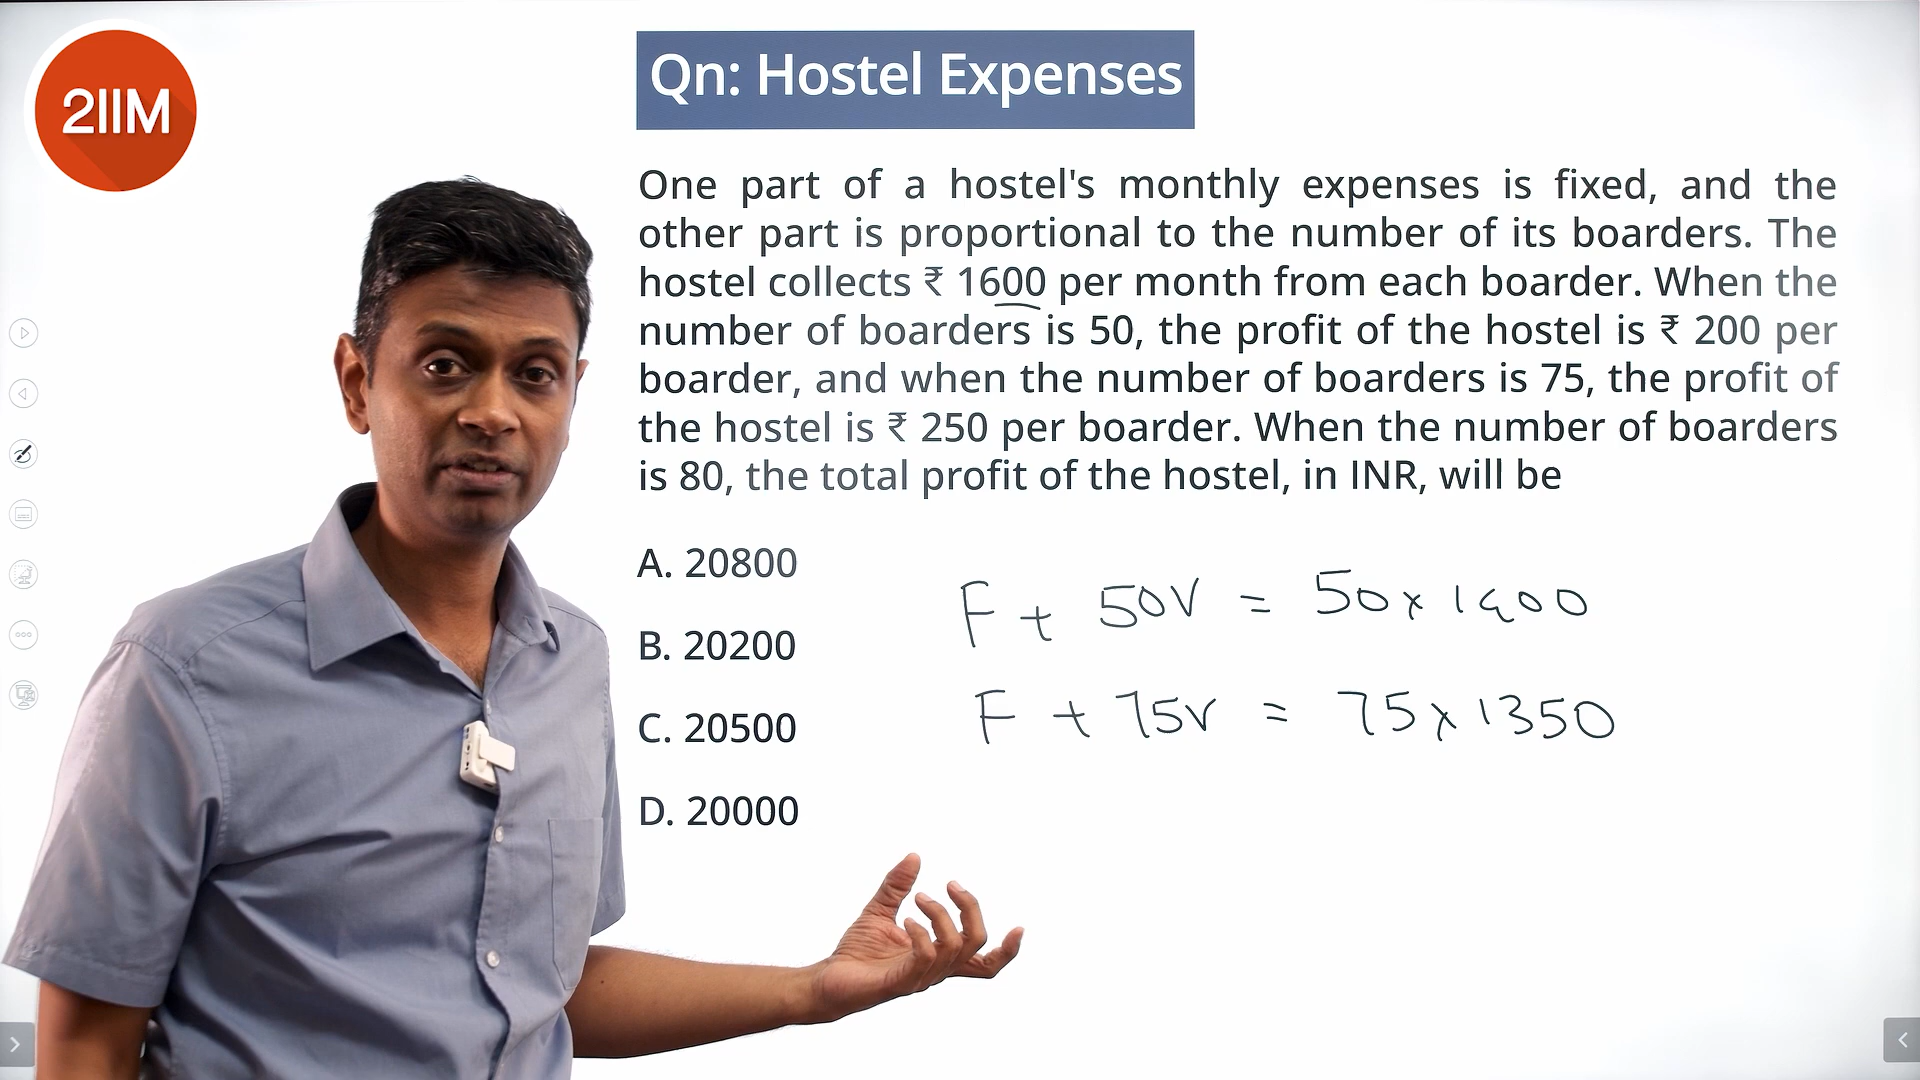 2IIM
Qn: Hostel Expenses
One part of a hostel's monthly expenses is fixed, and the
other part is proportional to the number of its boarders. The
hostel collects ₹ 1600 per month from each boarder. When the
number of boarders is 50, the profit of the hostel is ₹ 200 per
boarder, and when the number of boarders is 75, the profit of
the hostel is ₹ 250 per boarder. When the number of boarders
is 80, the total profit of the hostel, in INR, will be
A. 20800
B. 20200
C. 20500
D. 20000
F + 50V = 50 x 1400
F + 75V = 75 x 1350